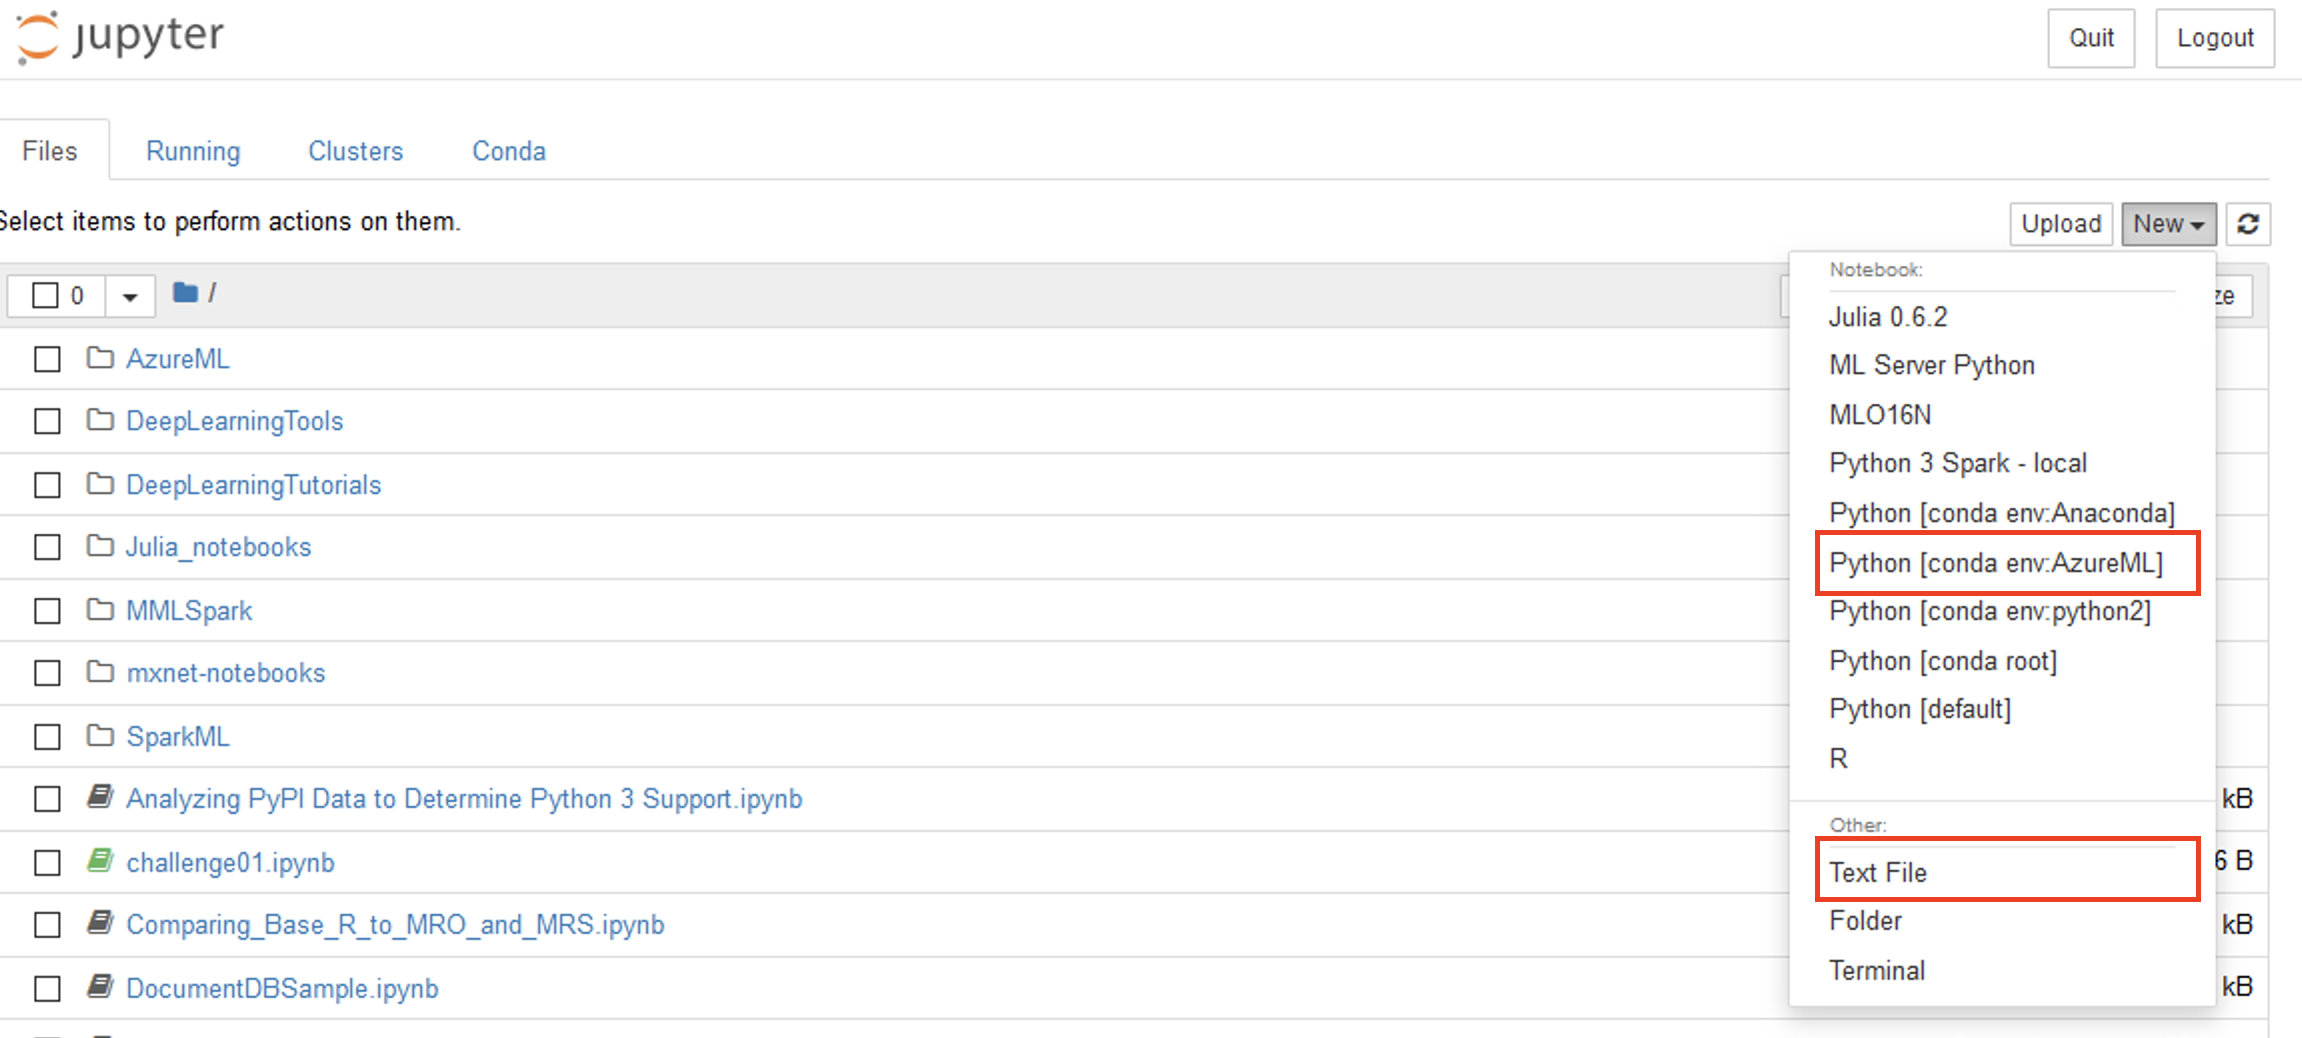 jupyter
Quit
Logout
Files
Running
Clusters
Conda
Select items to perform actions on them.
Upload
New
0
/
Notebook:
Julia 0.6.2
ML Server Python
MLO16N
Python 3 Spark - local
Python [conda env:Anaconda]
Python [conda env:AzureML]
Python [conda env:python2]
Python [conda root]
Python [default]
R
Other:
Text File
Folder
Terminal
ze
AzureML
DeepLearningTools
DeepLearningTutorials
Julia_notebooks
MMLSpark
mxnet-notebooks
SparkML
Analyzing PyPI Data to Determine Python 3 Support.ipynb
kB
challenge01.ipynb
6 B
Comparing_Base_R_to_MRO_and_MRS.ipynb
kB
DocumentDBSample.ipynb
kB